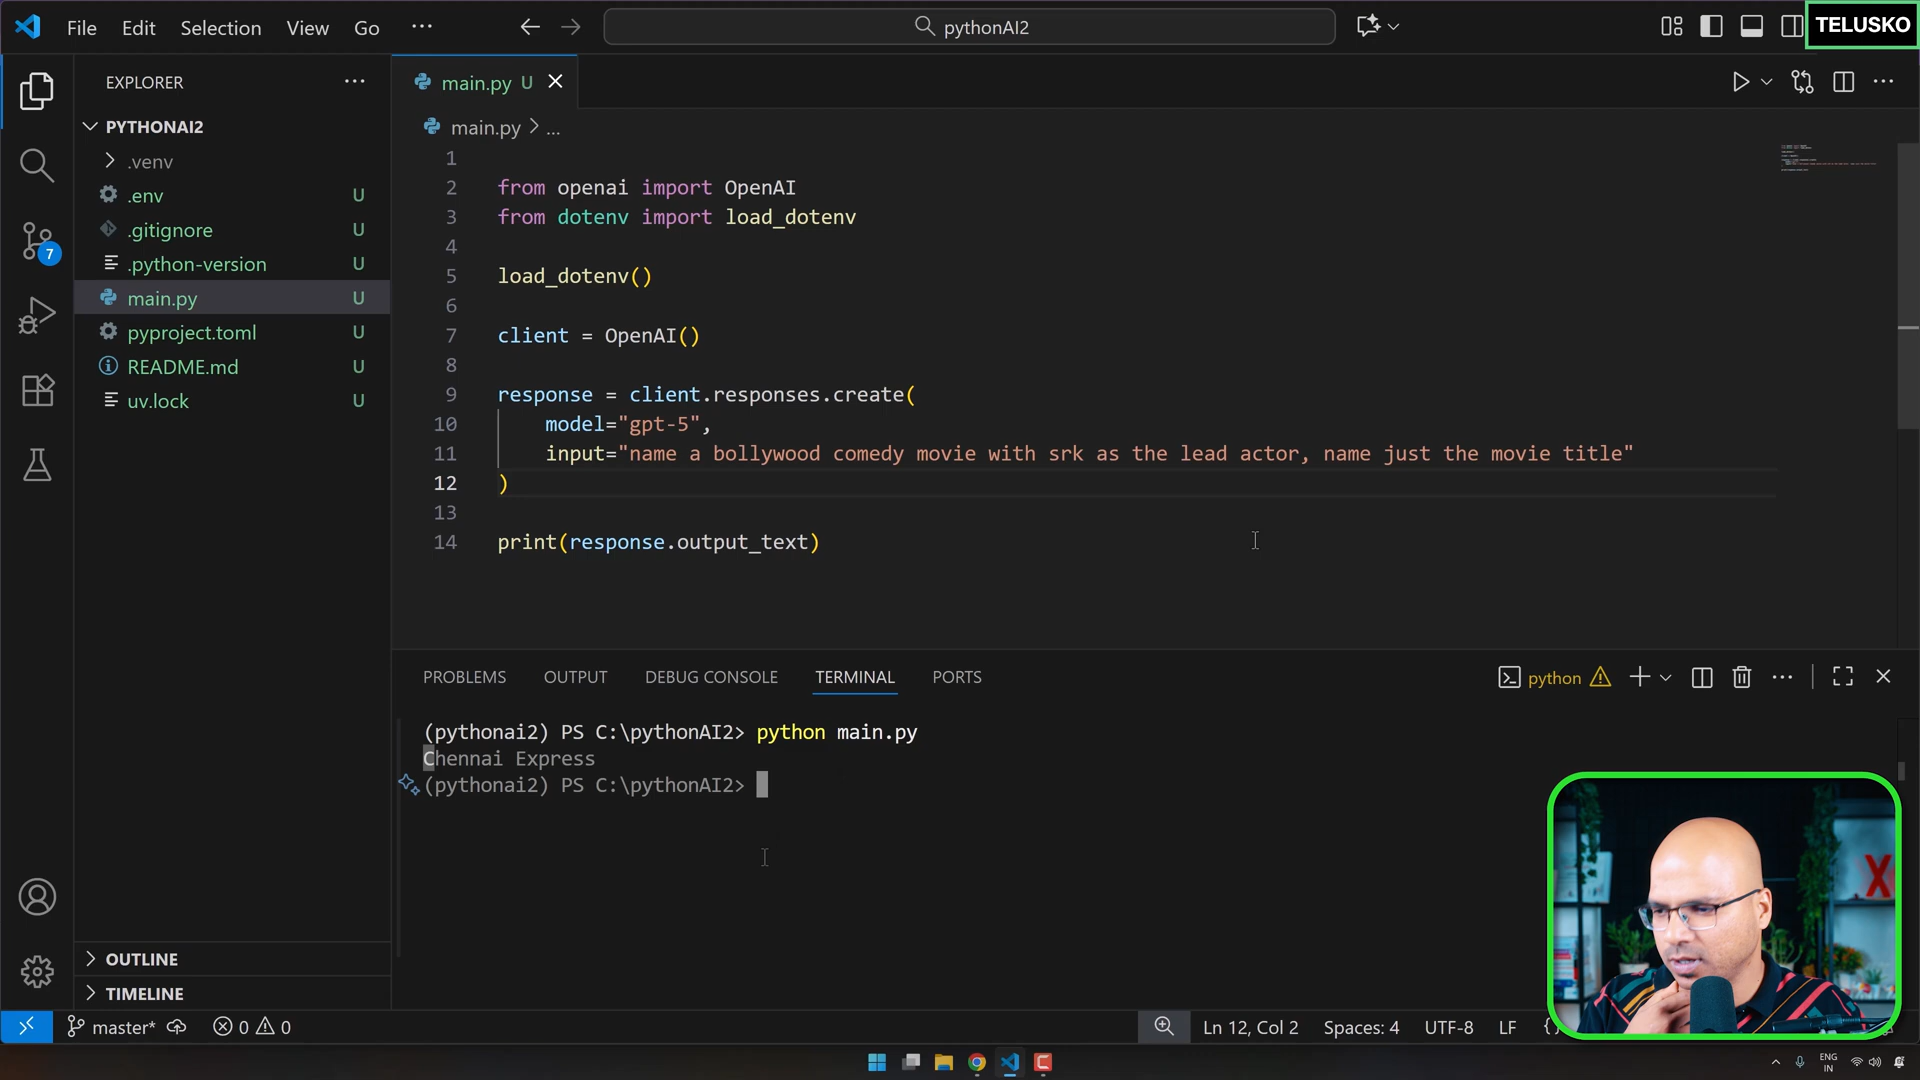 File Edit Selection View Go ... pythonAI2 TELUSKO
EXPLORER ...
PYTHONAI2
.venv
.env U
.gitignore U
.python-version U
main.py U
pyproject.toml U
README.md U
uv.lock U
OUTLINE
TIMELINE
7
main.py U
main.py > ...
1
2 from openai import OpenAI
3 from dotenv import load_dotenv
4
5 load_dotenv()
6
7 client = OpenAI()
8
9 response = client.responses.create(
10 model="gpt-5",
11 input="name a bollywood comedy movie with srk as the lead actor, name just the movie title"
12 )
13
14 print(response.output_text)
PROBLEMS OUTPUT DEBUG CONSOLE TERMINAL PORTS python
(pythonai2) PS C:\pythonAI2> python main.py
Chennai Express
(pythonai2) PS C:\pythonAI2>
master* 0 0 Ln 12, Col 2 Spaces: 4 UTF-8 LF {
ENG
IN